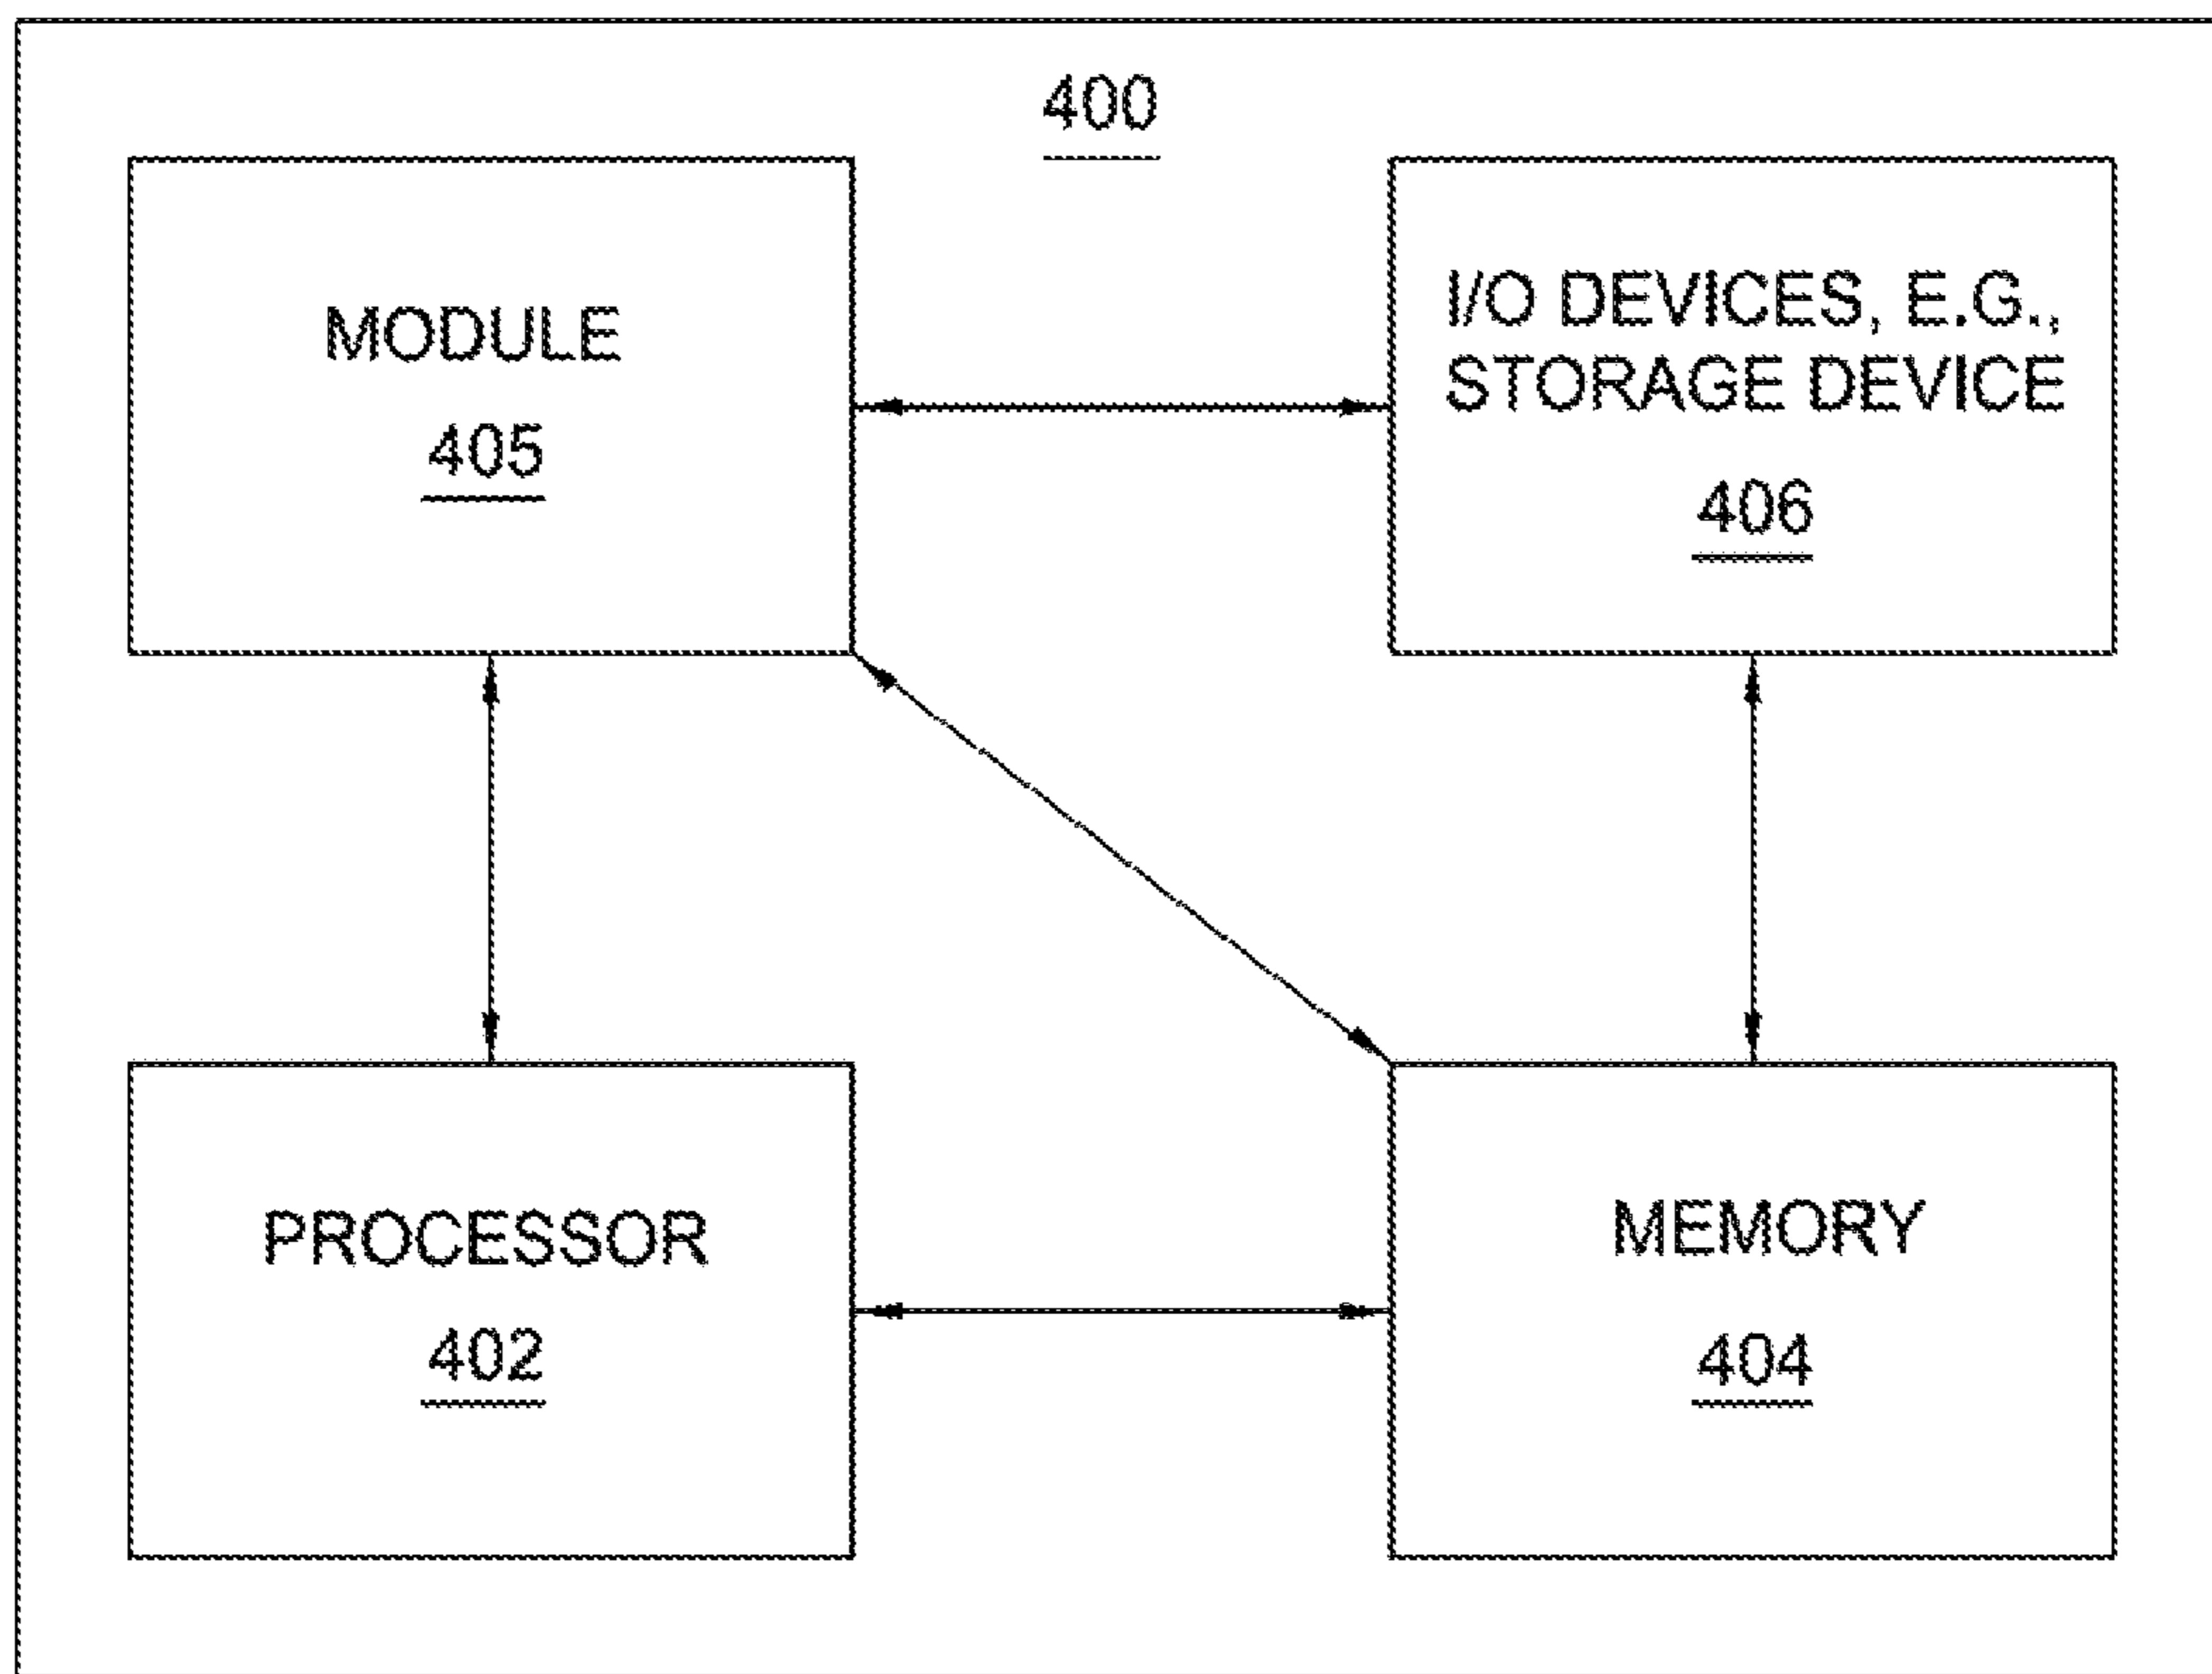 400
MODULE
405
I/O DEVICES, E.G.,
STORAGE DEVICE
406
PROCESSOR
402
MEMORY
404